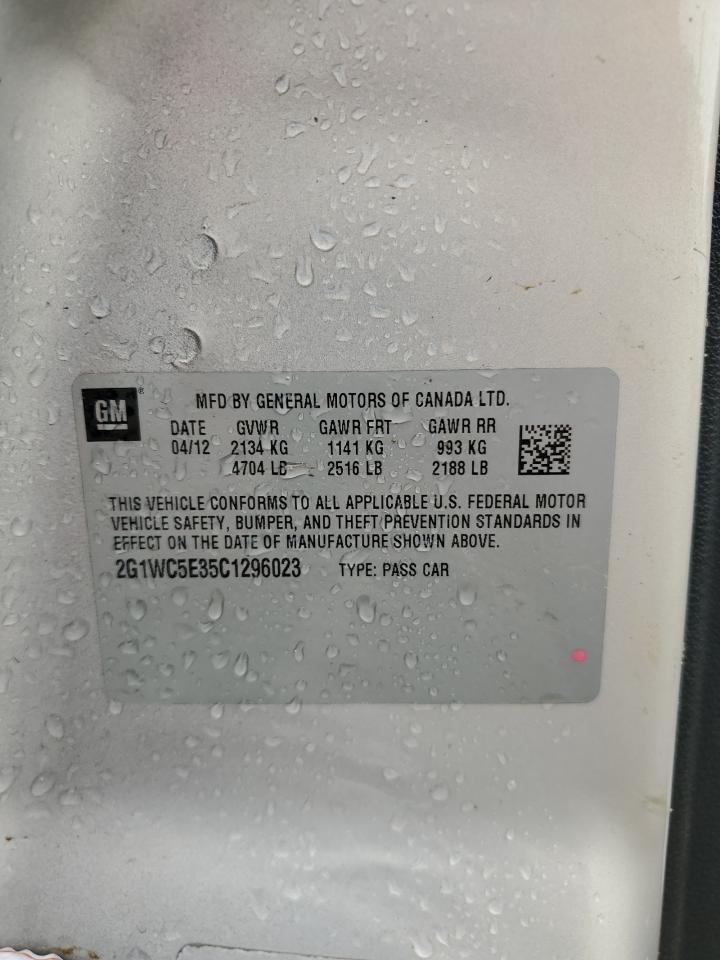 GM ® MFD BY GENERAL MOTORS OF CANADA LTD.
DATE GVWR GAWR FRT GAWR RR
04/12 2134 KG 1141 KG 993 KG
4704 LB 2516 LB 2188 LB
THIS VEHICLE CONFORMS TO ALL APPLICABLE U.S. FEDERAL MOTOR
VEHICLE SAFETY, BUMPER, AND THEFT PREVENTION STANDARDS IN
EFFECT ON THE DATE OF MANUFACTURE SHOWN ABOVE.
2G1WC5E35C1296023 TYPE: PASS CAR